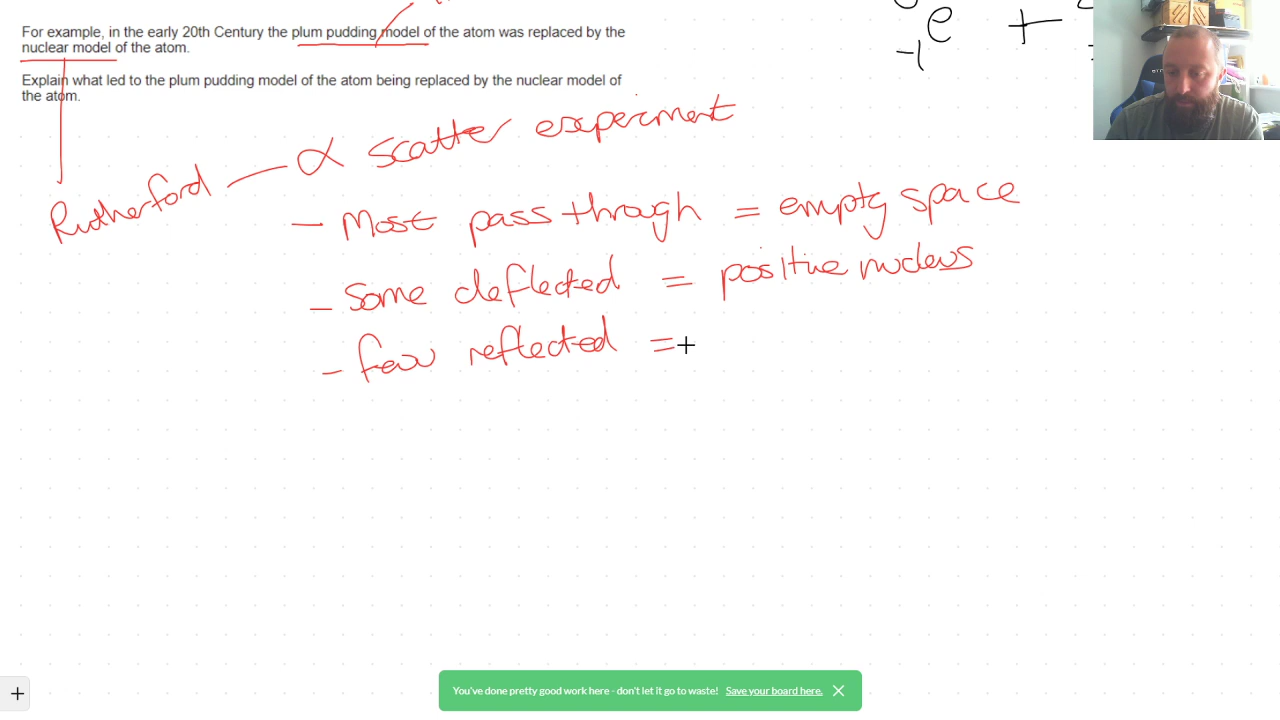 For example, in the early 20th Century the plum pudding model of the atom was replaced by the
nuclear model of the atom.
Explain what led to the plum pudding model of the atom being replaced by the nuclear model of
the atom.
0
-1 e +
Rutherford — α scatter experiment
- Most pass through = empty space
- Some deflected = positive nucleus
- few reflected =
You've done pretty good work here - don't let it go to waste! Save your board here.